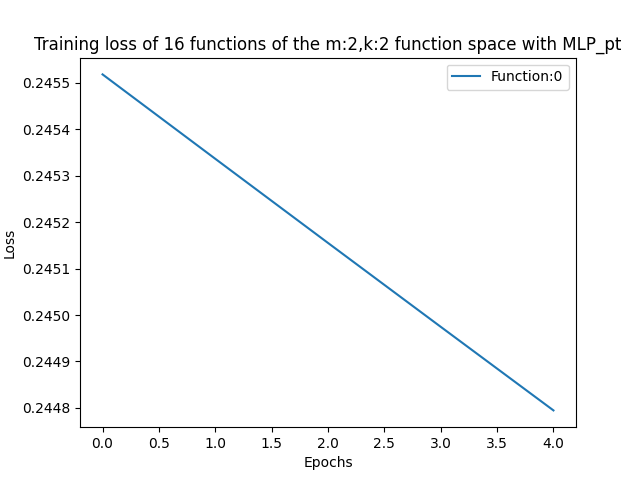 Training loss of 16 functions of the m:2,k:2 function space with MLP_pt
Function:0
0.2455
0.2454
0.2453
0.2452
0.2451
0.2450
0.2449
0.2448
Loss
0.0 0.5 1.0 1.5 2.0 2.5 3.0 3.5 4.0
Epochs